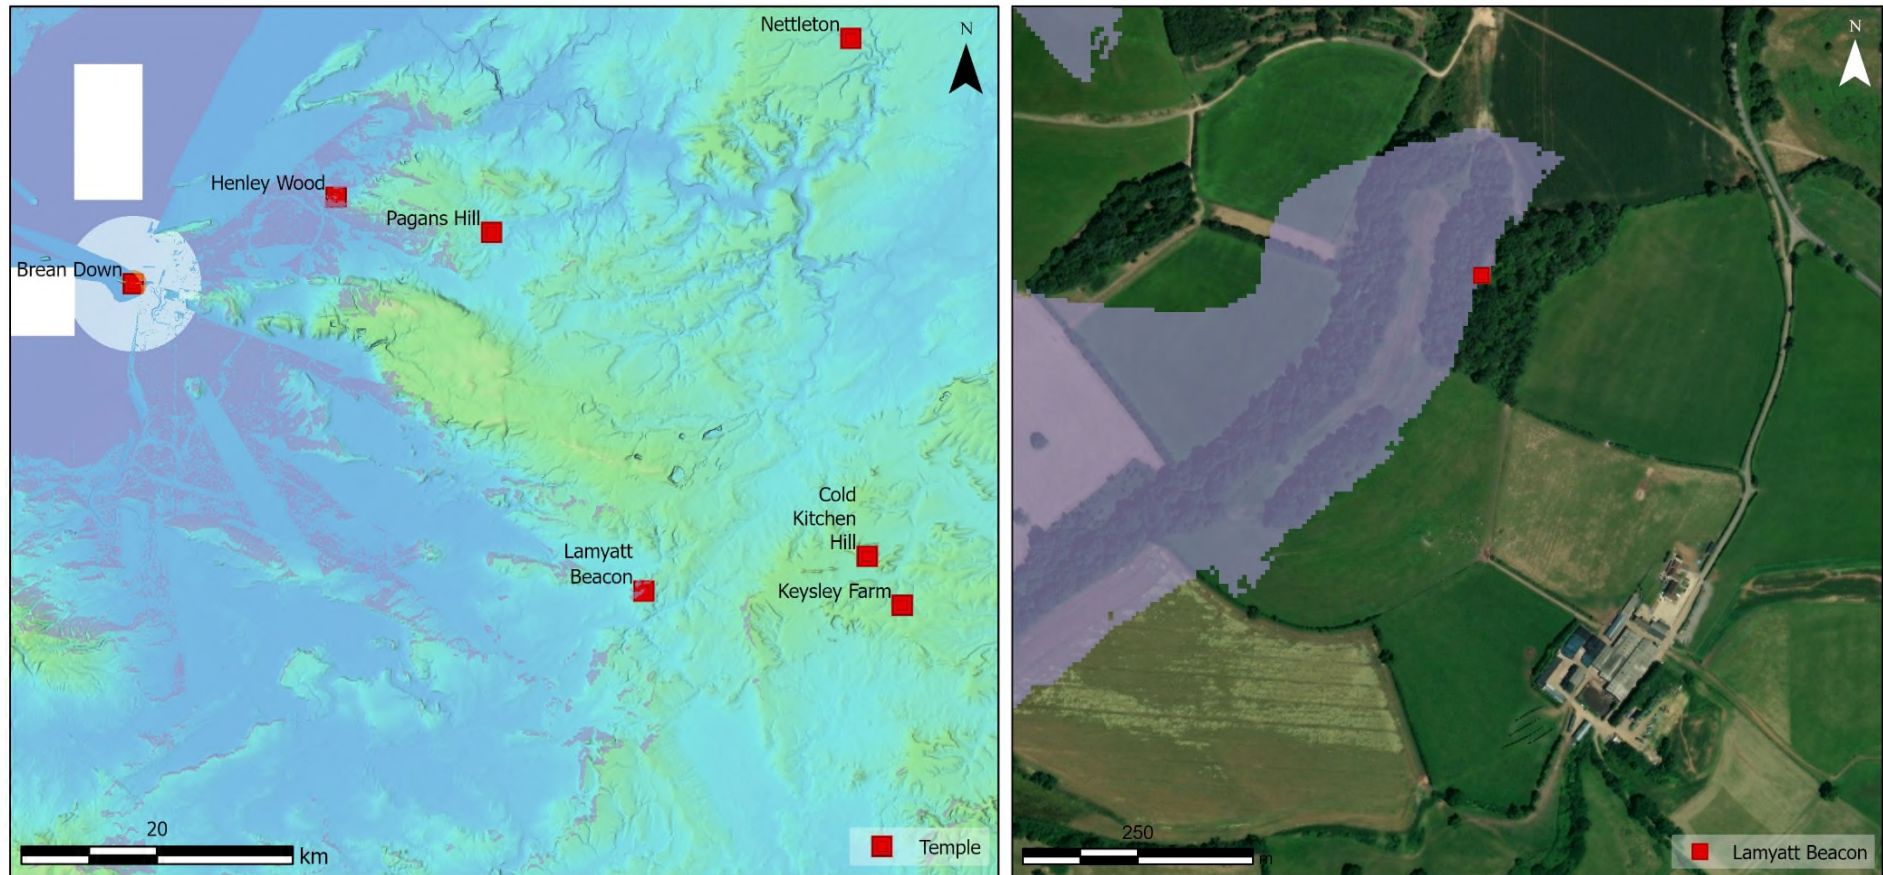 Nettleton
N
Henley Wood
Pagans Hill
Brean Down
Cold
Kitchen
Hill
Lamyatt
Beacon
Keysley Farm
20
km
Temple
N
250
m
Lamyatt Beacon